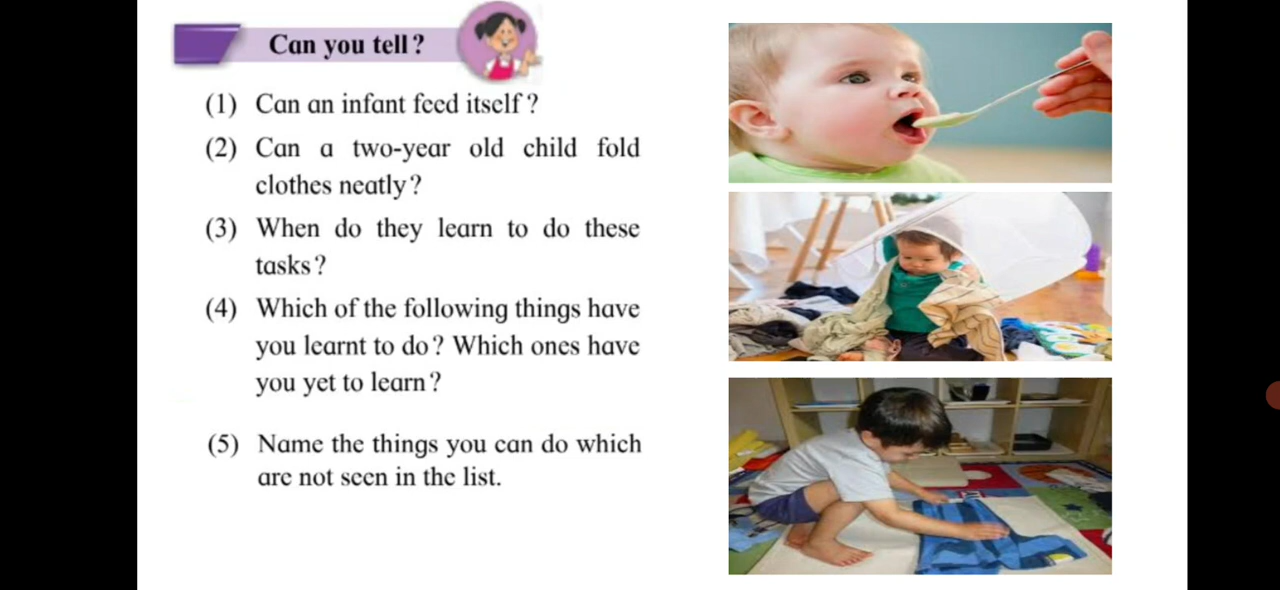 Can you tell?
(1) Can an infant feed itself?
(2) Can a two-year old child fold
clothes neatly?
(3) When do they learn to do these
tasks?
(4) Which of the following things have
you learnt to do? Which ones have
you yet to learn?
(5) Name the things you can do which
are not seen in the list.